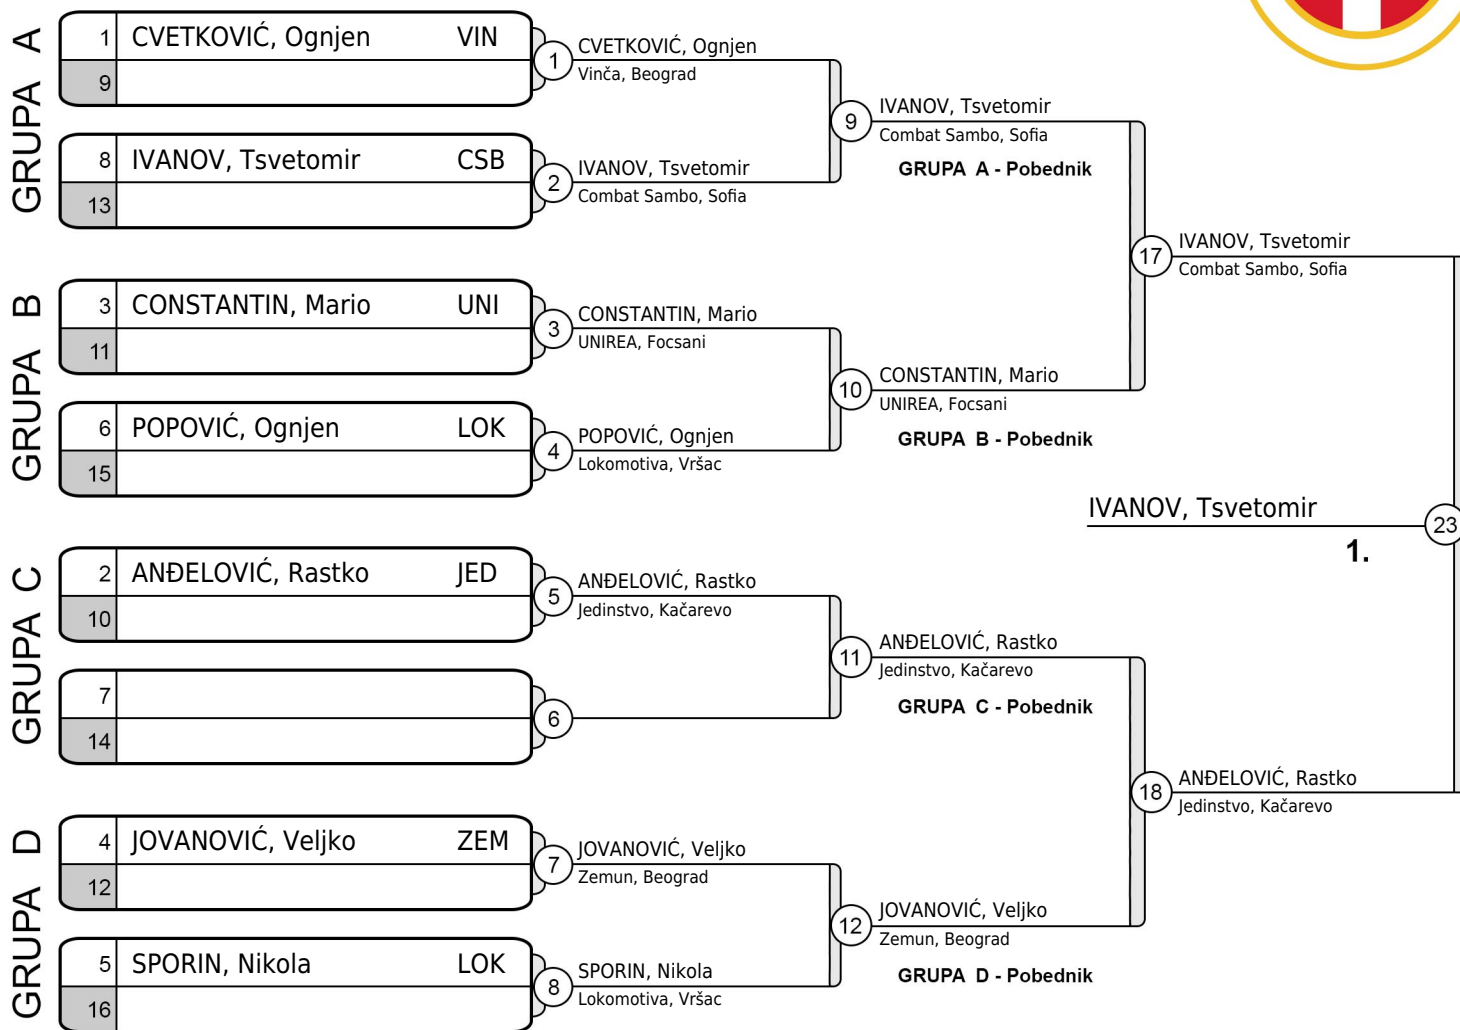 GRUPA A
1 CVETKOVIĆ, Ognjen VIN
9
8 IVANOV, Tsvetomir CSB
13
GRUPA B
3 CONSTANTIN, Mario UNI
11
6 POPOVIĆ, Ognjen LOK
15
GRUPA C
2 ANĐELOVIĆ, Rastko JED
10
7
14
GRUPA D
4 JOVANOVIĆ, Veljko ZEM
12
5 SPORIN, Nikola LOK
16
1 CVETKOVIĆ, Ognjen
Vinča, Beograd
2 IVANOV, Tsvetomir
Combat Sambo, Sofia
3 CONSTANTIN, Mario
UNIREA, Focsani
4 POPOVIĆ, Ognjen
Lokomotiva, Vršac
5 ANĐELOVIĆ, Rastko
Jedinstvo, Kačarevo
6
7 JOVANOVIĆ, Veljko
Zemun, Beograd
8 SPORIN, Nikola
Lokomotiva, Vršac
9 IVANOV, Tsvetomir
Combat Sambo, Sofia
GRUPA A - Pobednik
10 CONSTANTIN, Mario
UNIREA, Focsani
GRUPA B - Pobednik
11 ANĐELOVIĆ, Rastko
Jedinstvo, Kačarevo
GRUPA C - Pobednik
12 JOVANOVIĆ, Veljko
Zemun, Beograd
GRUPA D - Pobednik
17 IVANOV, Tsvetomir
Combat Sambo, Sofia
18 ANĐELOVIĆ, Rastko
Jedinstvo, Kačarevo
IVANOV, Tsvetomir 23
1.